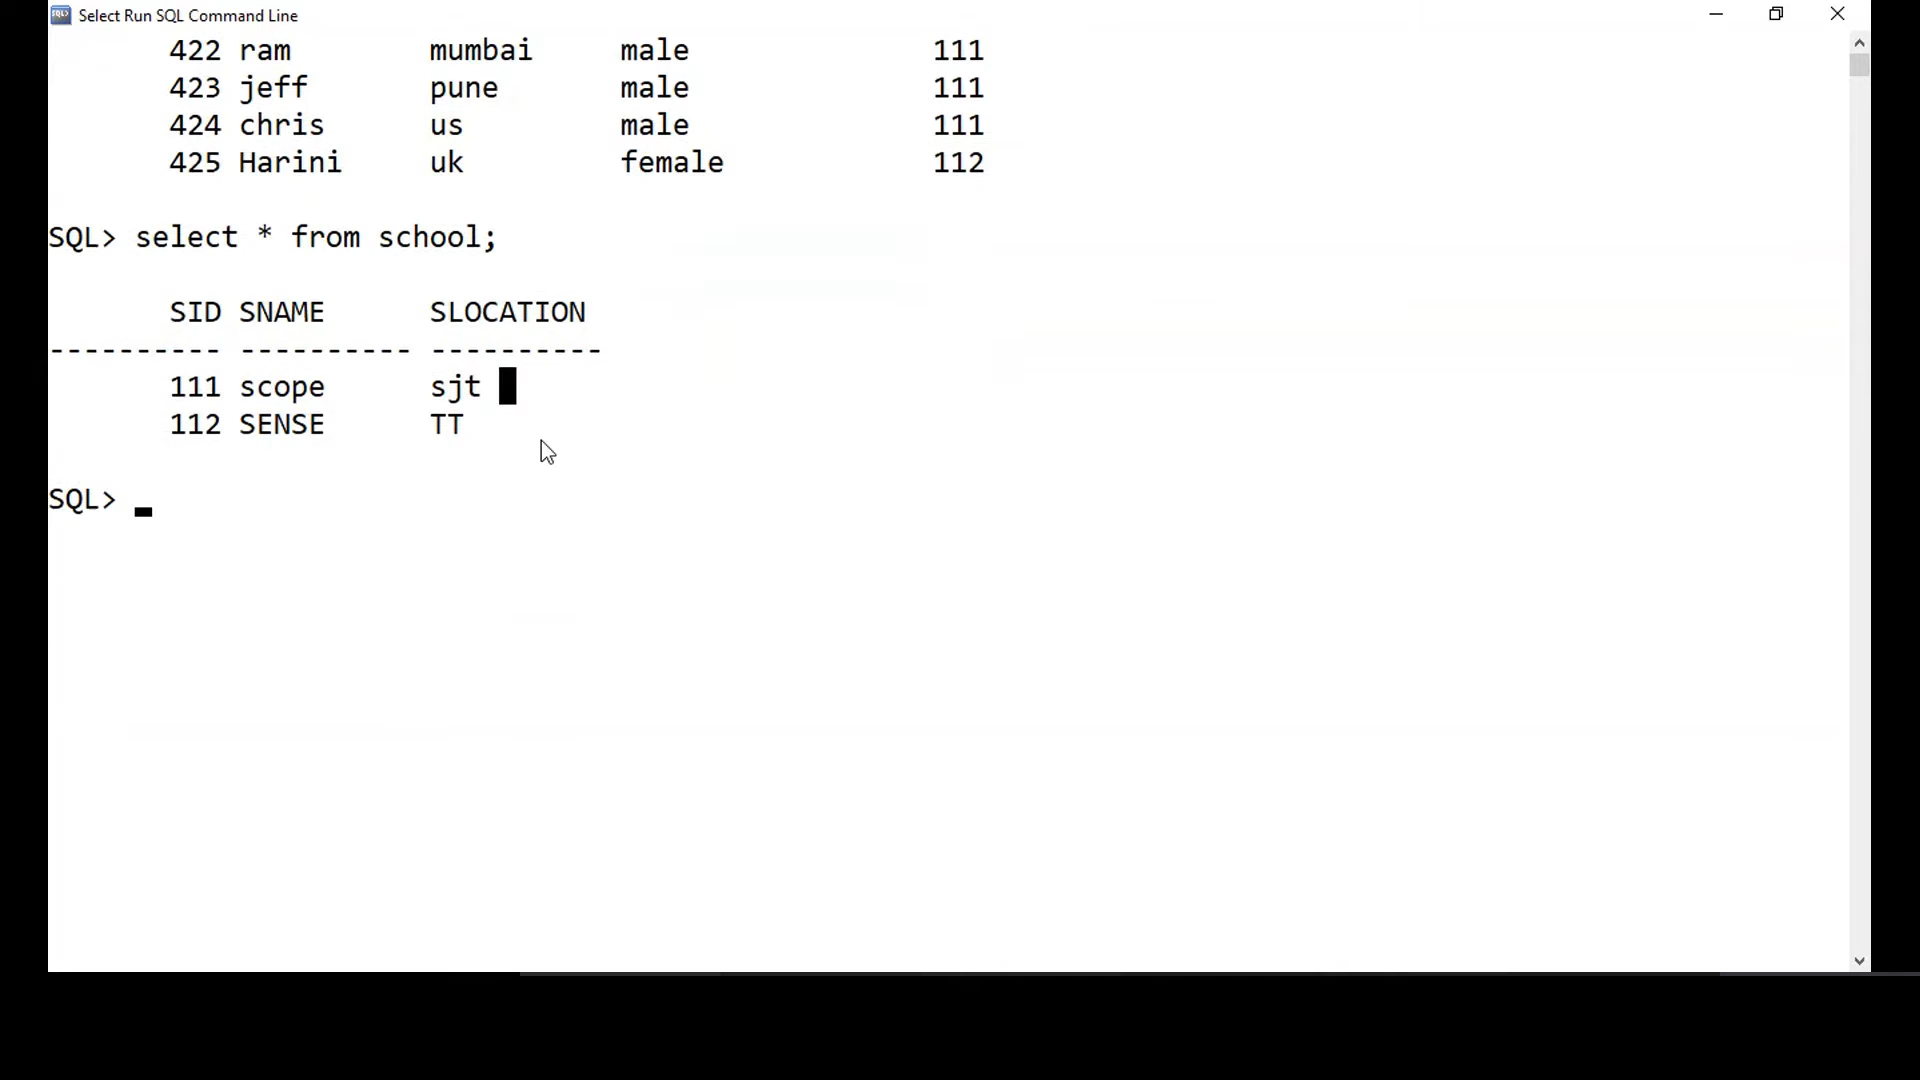 Select Run SQL Command Line
422 ram mumbai male 111
423 jeff pune male 111
424 chris us male 111
425 Harini uk female 112
SQL> select * from school;
SID SNAME SLOCATION
---------- ---------- ----------
111 scope sjt
112 SENSE TT
SQL> _